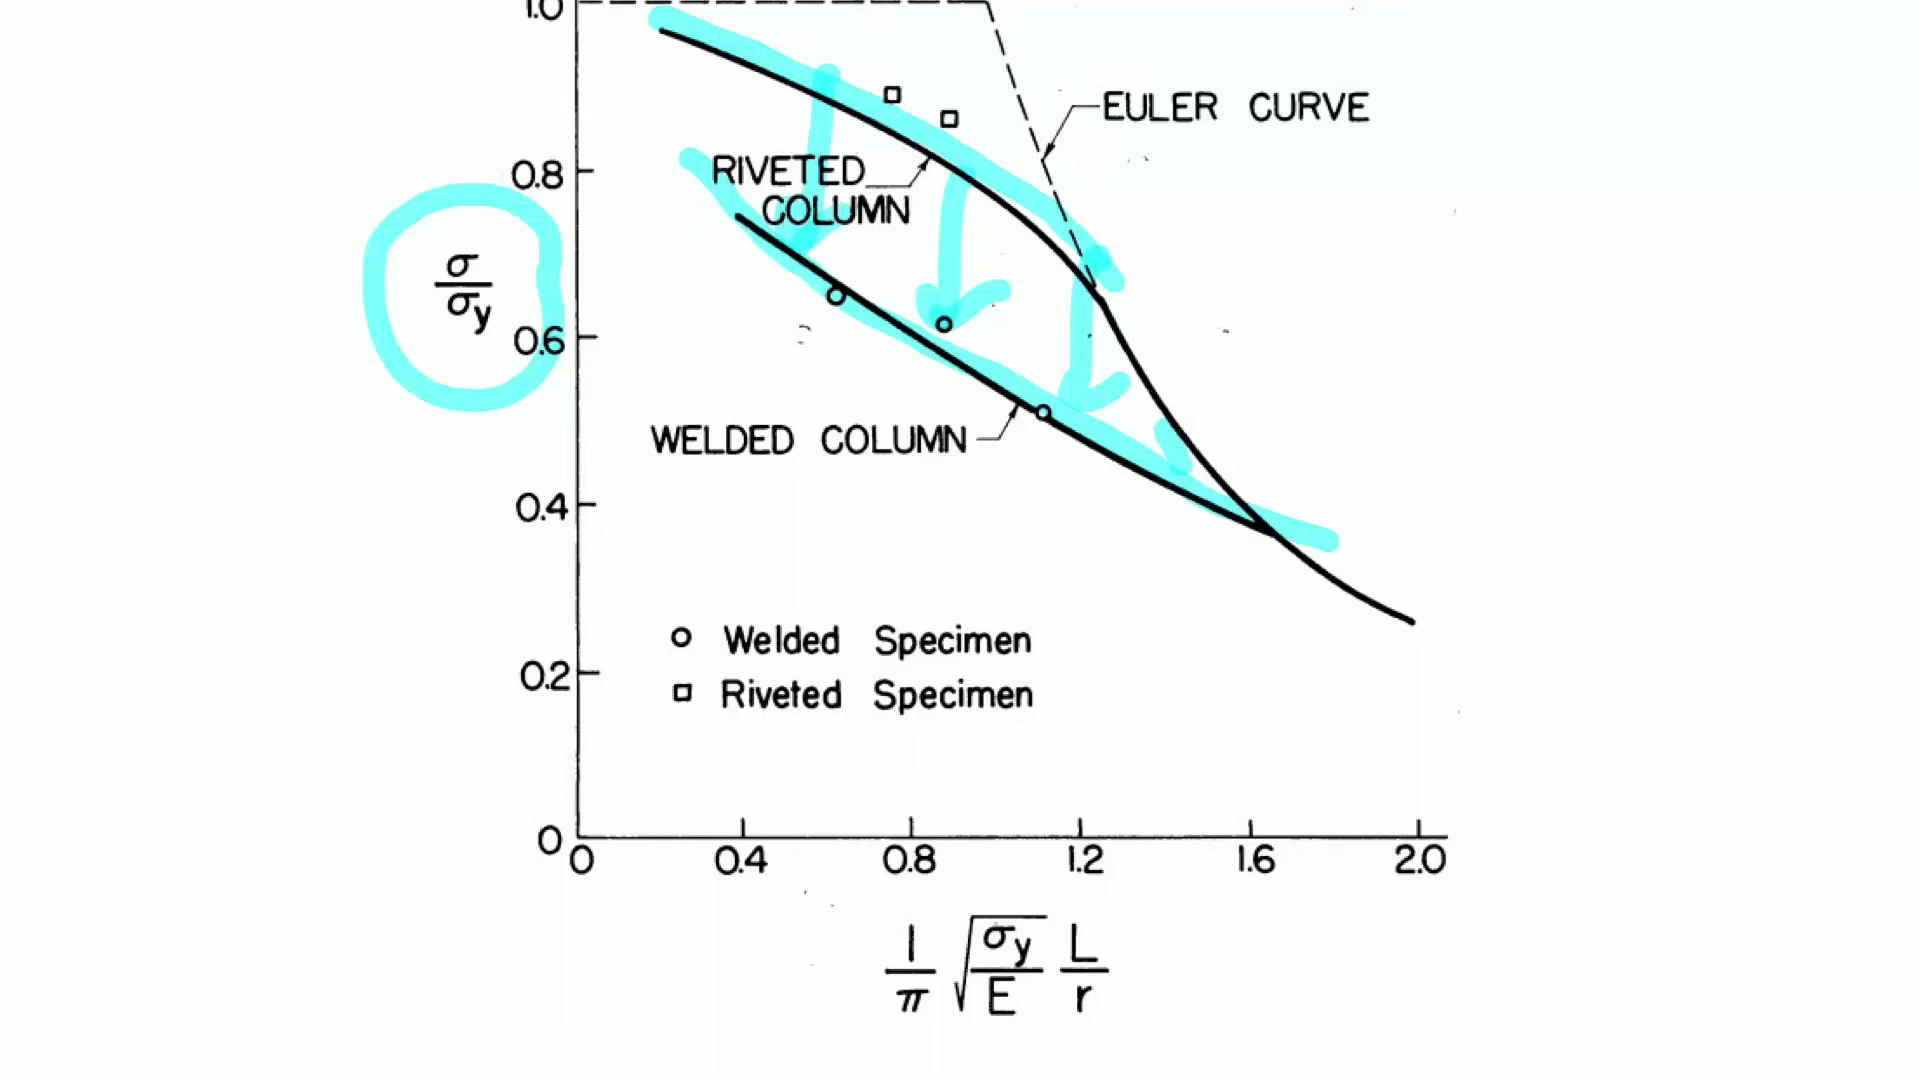 1.0
EULER CURVE
0.8
RIVETED
COLUMN
σ
σy
0.6
WELDED COLUMN
0.4
Welded Specimen
0.2
Riveted Specimen
0
0 0.4 0.8 1.2 1.6 2.0
1/π √(σy/E) L/r